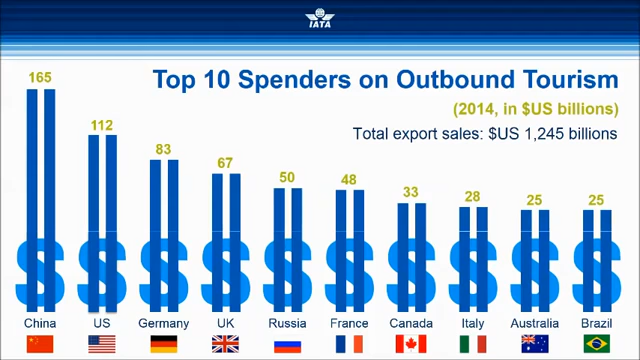 IATA
Top 10 Spenders on Outbound Tourism
(2014, in $US billions)
Total export sales: $US 1,245 billions
165
112
83
67
50
48
33
28
25
25
$ $ $ $ $ $ $ $ $ $
China US Germany UK Russia France Canada Italy Australia Brazil